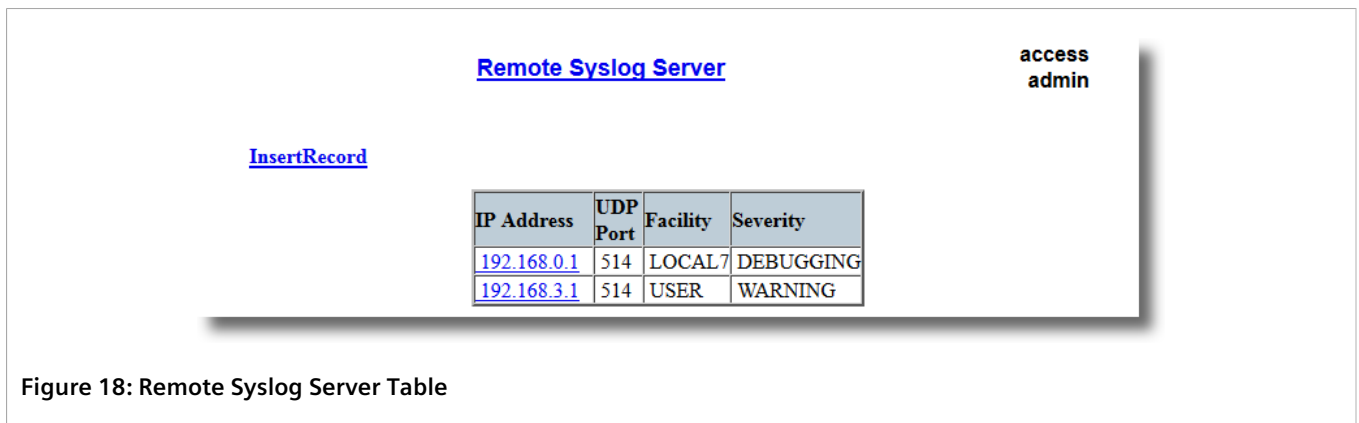 Remote Syslog Server
access
admin
InsertRecord
IP Address UDP Port Facility Severity
192.168.0.1 514 LOCAL7 DEBUGGING
192.168.3.1 514 USER WARNING
Figure 18: Remote Syslog Server Table